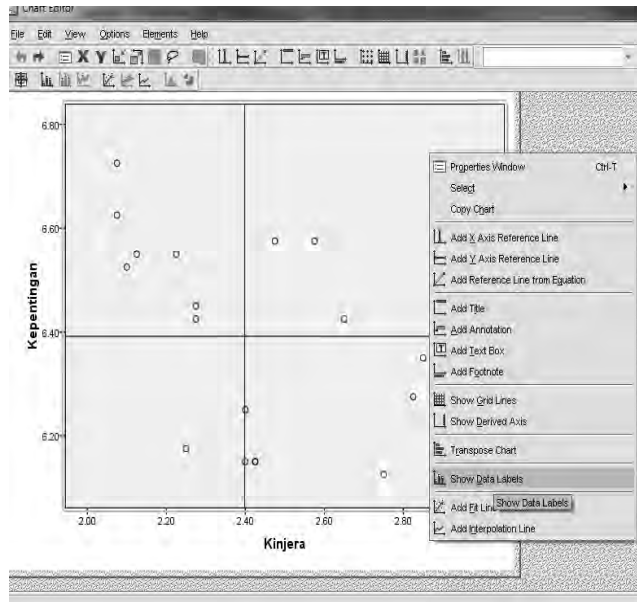 Chart Editor
File Edit View Options Elements Help
6.80
6.60
6.40
6.20
Kepentingan
2.00 2.20 2.40 2.60 2.80
Kinjera
Properties Window Ctrl-T
Select
Copy Chart
Add X Axis Reference Line
Add Y Axis Reference Line
Add Reference Line from Equation
Add Title
Add Annotation
Add Text Box
Add Footnote
Show Grid Lines
Show Derived Axis
Transpose Chart
Show Data Labels
Add Fit Line
Show Data Labels
Add Interpolation Line